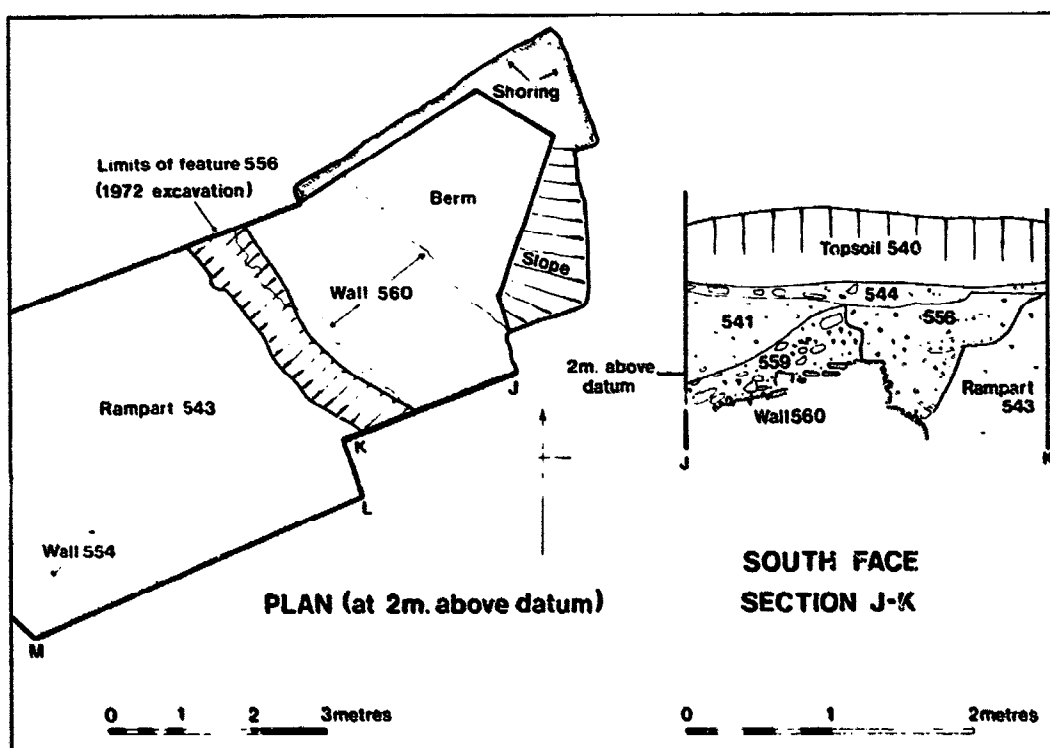 Shoring
Limits of feature 556
(1972 excavation)
Berm
Slope
Wall 560
Rampart 543
J
K
L
Wall 554
M
PLAN (at 2m. above datum)
0 1 2 3metres
Topsoil 540
544
541
556
559
2m. above
datum
Rampart
543
Wall 560
J
K
SOUTH FACE
SECTION J-K
0 1 2metres